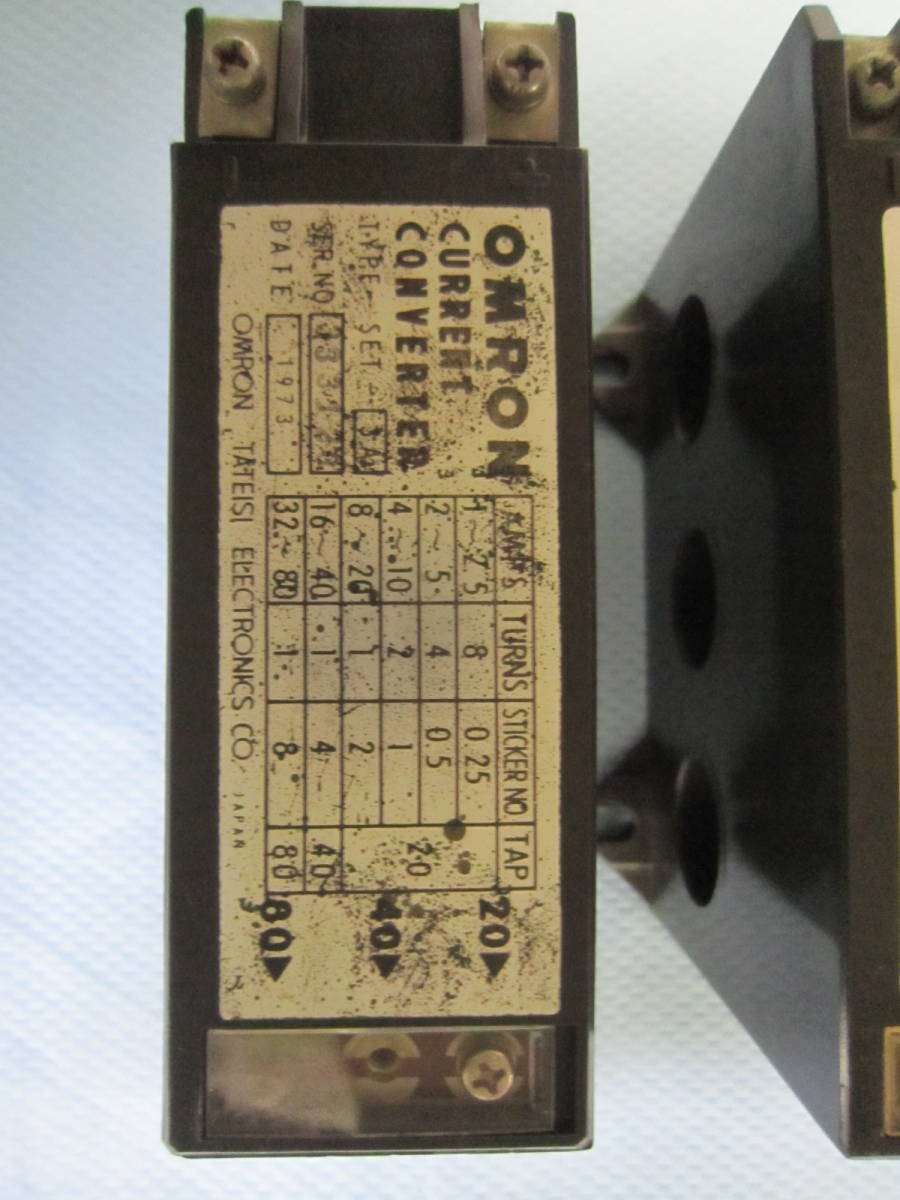 OMRON
CURRENT
CONVERTER
TYPE SET - 3A
SER.NO
DATE 1973
OMRON TATEISI ELECTRONICS CO. JAPAN
AMPS TURNS STICKER NO. TAP
1~2.5 8 0.25 20
2~5 4 0.5
4~10 2 1
8~20 1 2
16~40 1 4 40
32~80 1 8 80
20▶
40▶
80▶
+
-